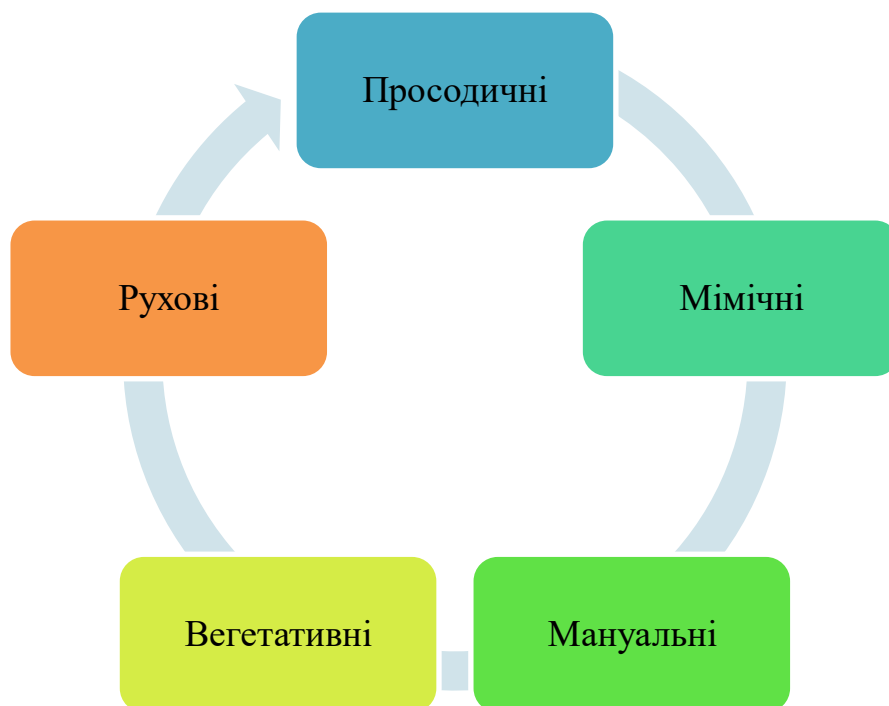 Просодичні
Мімічні
Мануальні
Вегетативні
Рухові